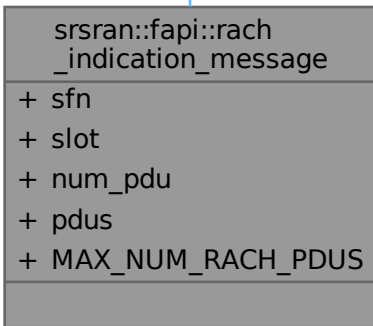 srsran::fapi::rach
_indication_message
+ sfn
+ slot
+ num_pdu
+ pdus
+ MAX_NUM_RACH_PDUS